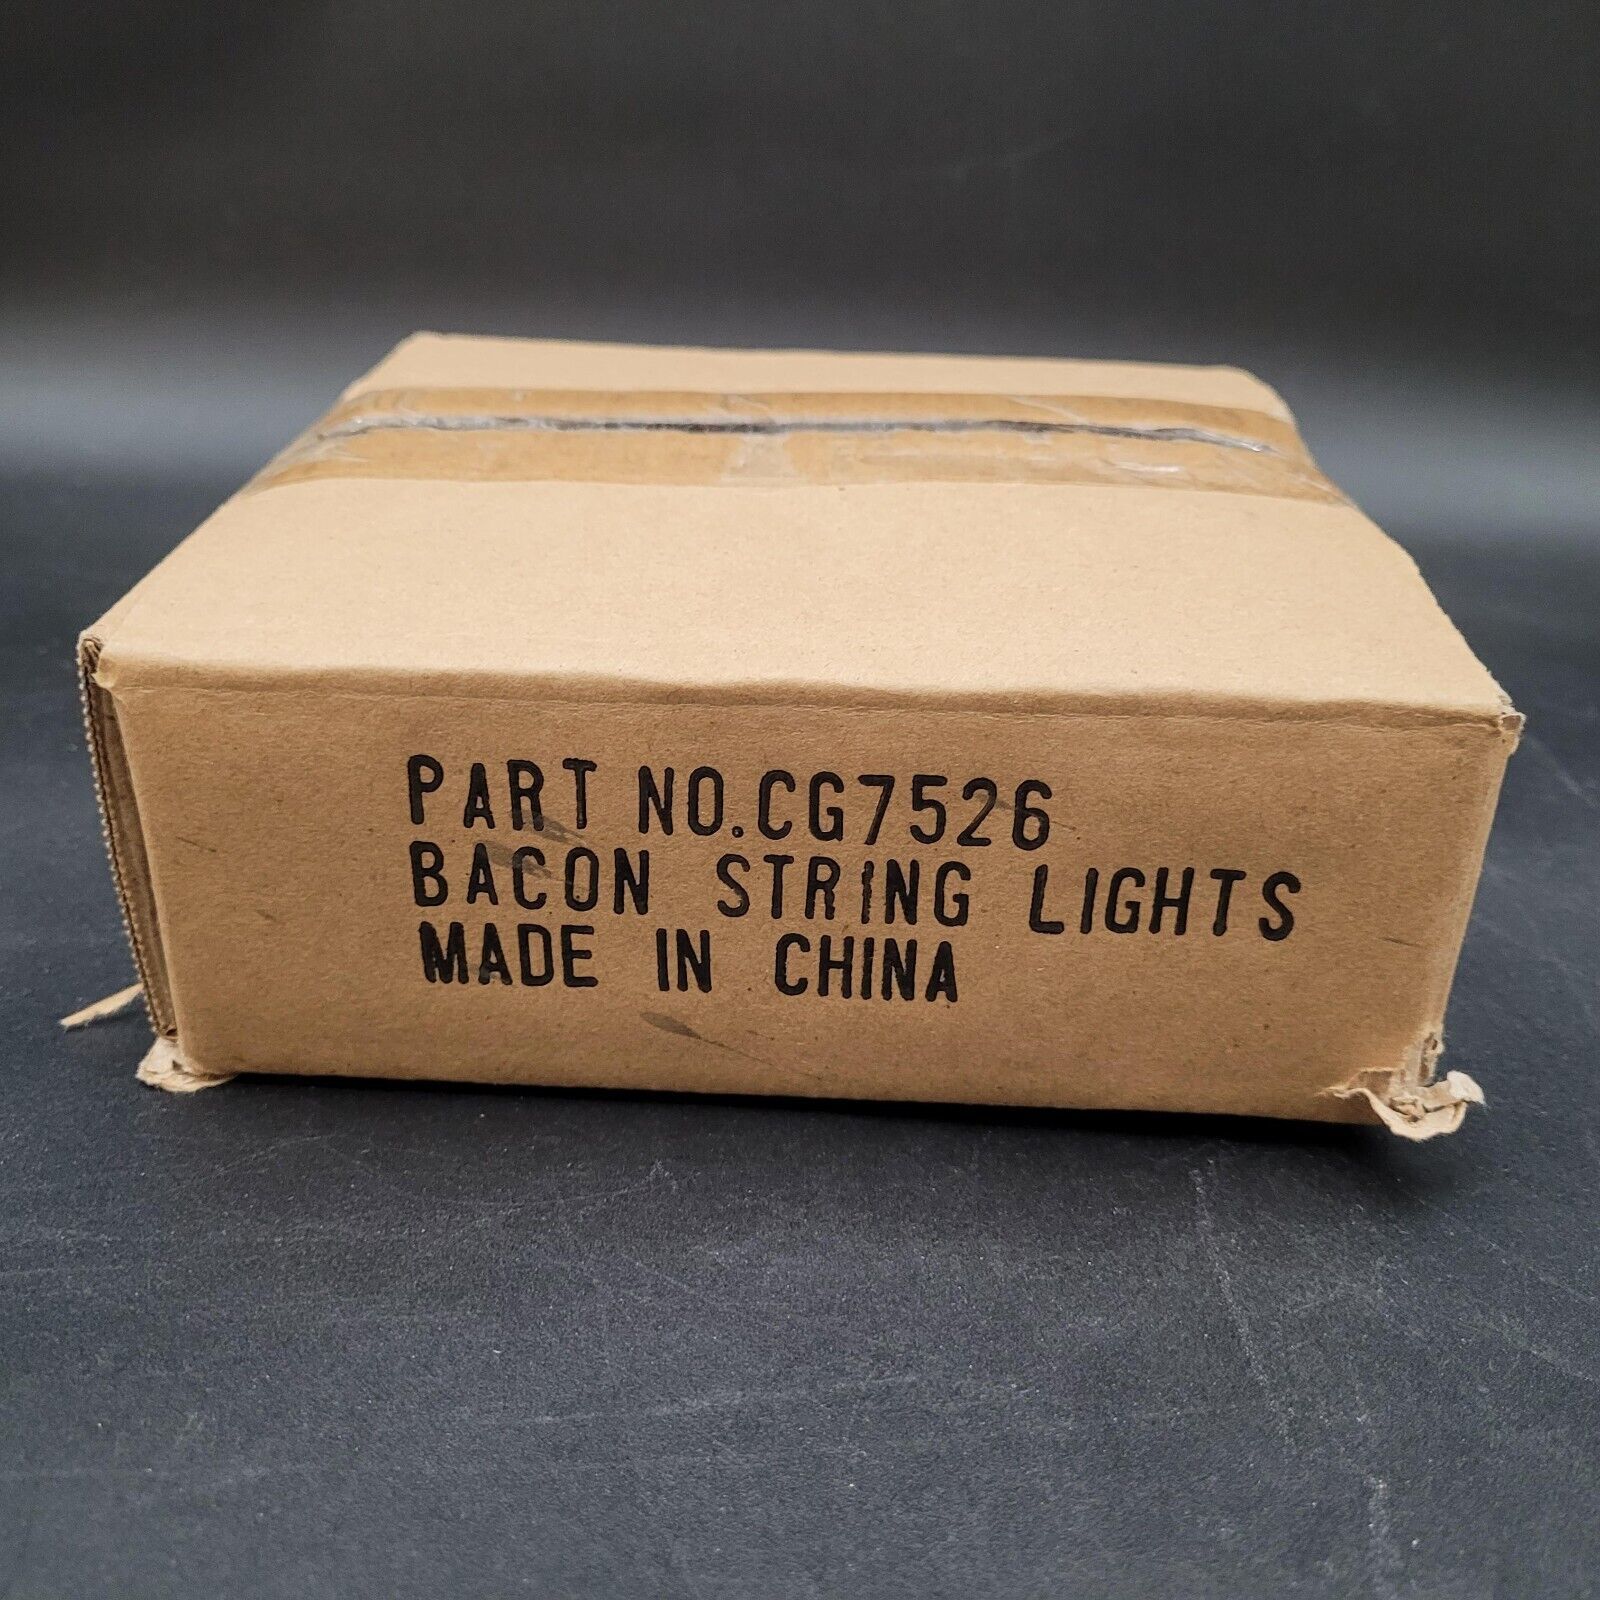 PART NO.CG7526
BACON STRING LIGHTS
MADE IN CHINA